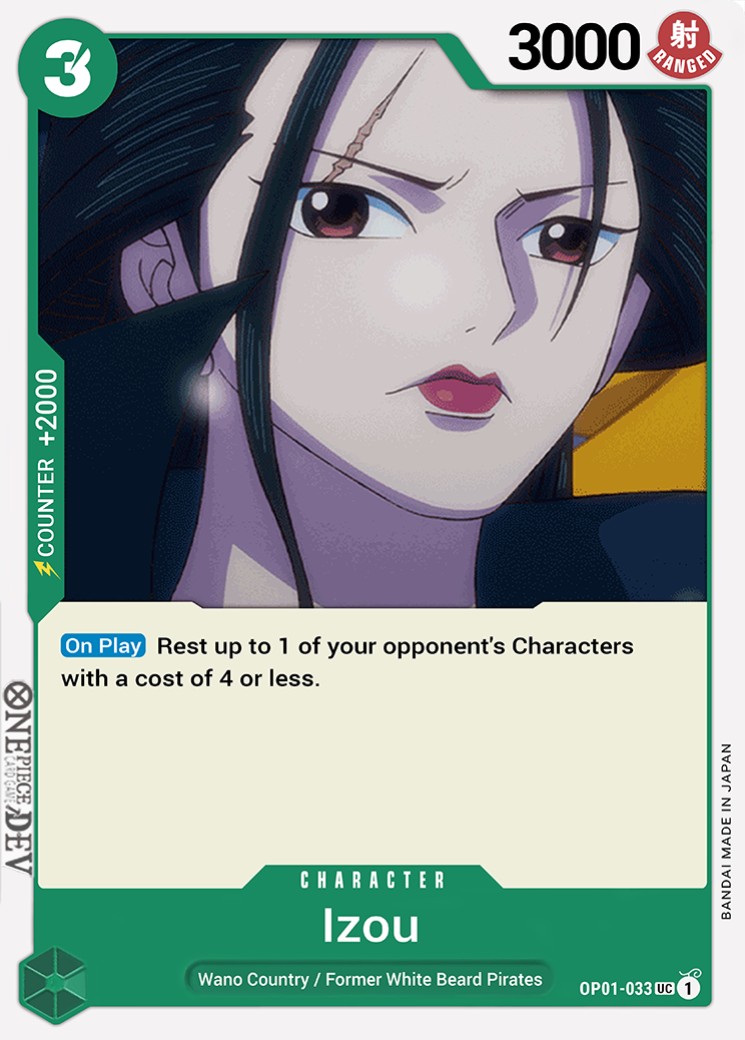 3
3000
射
RANGED
COUNTER +2000
On Play Rest up to 1 of your opponent's Characters
with a cost of 4 or less.
ONE PIECE
CARD GAME
DEV
BANDAI MADE IN JAPAN
CHARACTER
Izou
Wano Country / Former White Beard Pirates
OP01-033 UC 1